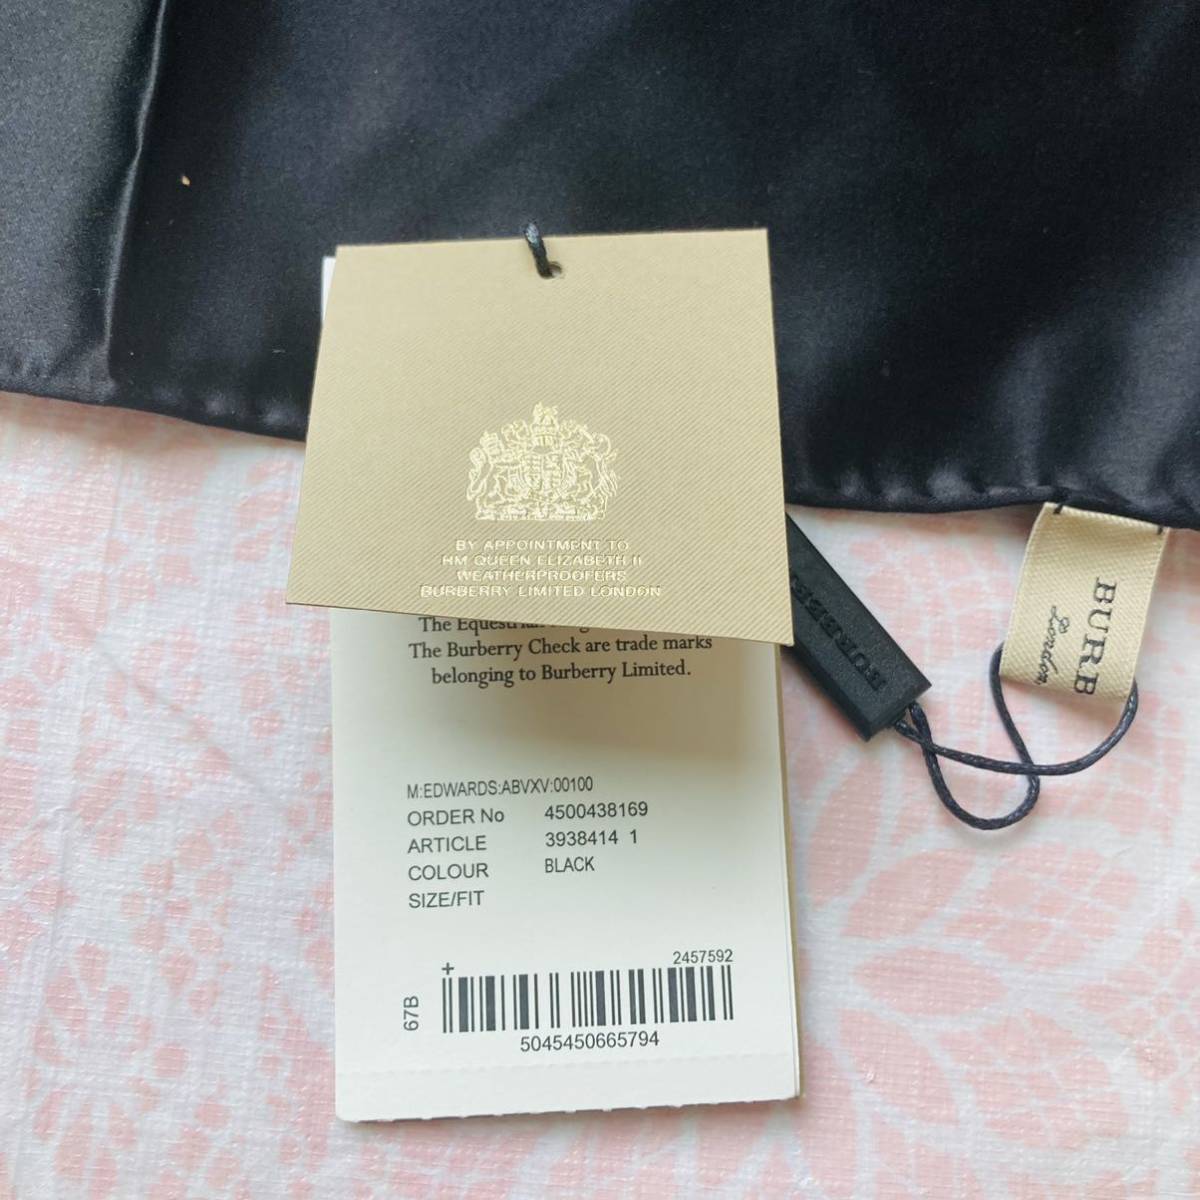 BY APPOINTMENT TO
HM QUEEN ELIZABETH II
WEATHERPROOFERS
BURBERRY LIMITED LONDON
The
The Burberry Check are trade marks
belonging to Burberry Limited.
M:EDWARDS:ABVXV:00100
ORDER No 4500438169
ARTICLE 3938414 1
COLOUR BLACK
SIZE/FIT
+
2457592
67B
5045450665794
BURBERRY
BURB
London